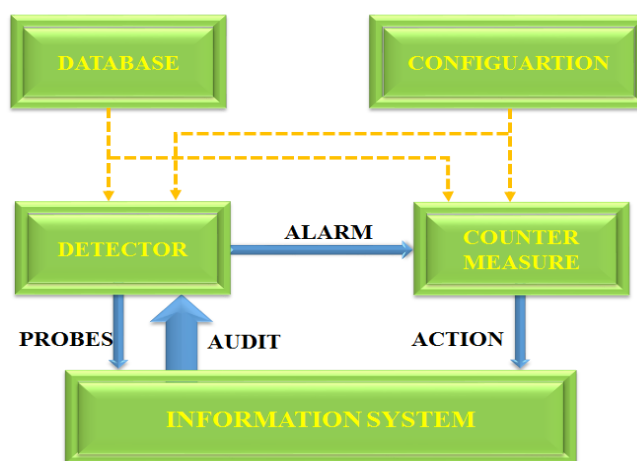 DATABASE
CONFIGUARTION
DETECTOR
ALARM
COUNTER
MEASURE
PROBES
AUDIT
ACTION
INFORMATION SYSTEM